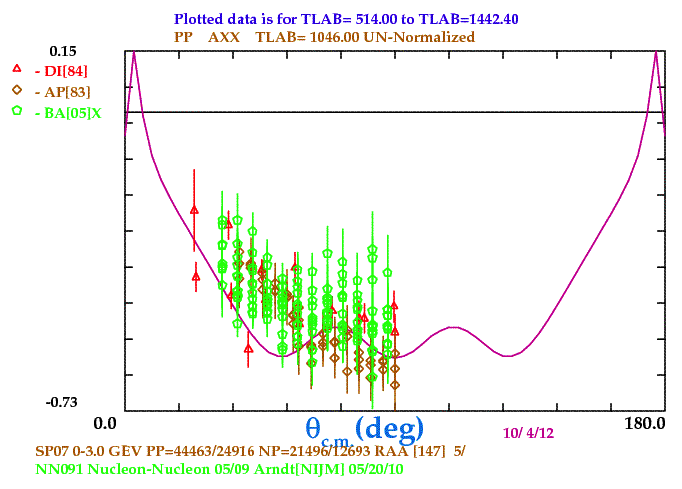 Plotted data is for TLAB= 514.00 to TLAB=1442.40
PP AXX TLAB= 1046.00 UN-Normalized
0.15
- DI[84]
- AP[83]
- BA[05]X
-0.73
0.0
θc.m. (deg)
180.0
10/ 4/12
SP07 0-3.0 GEV PP=44463/24916 NP=21496/12693 RAA [147] 5/
NN091 Nucleon-Nucleon 05/09 Arndt[NIJM] 05/20/10